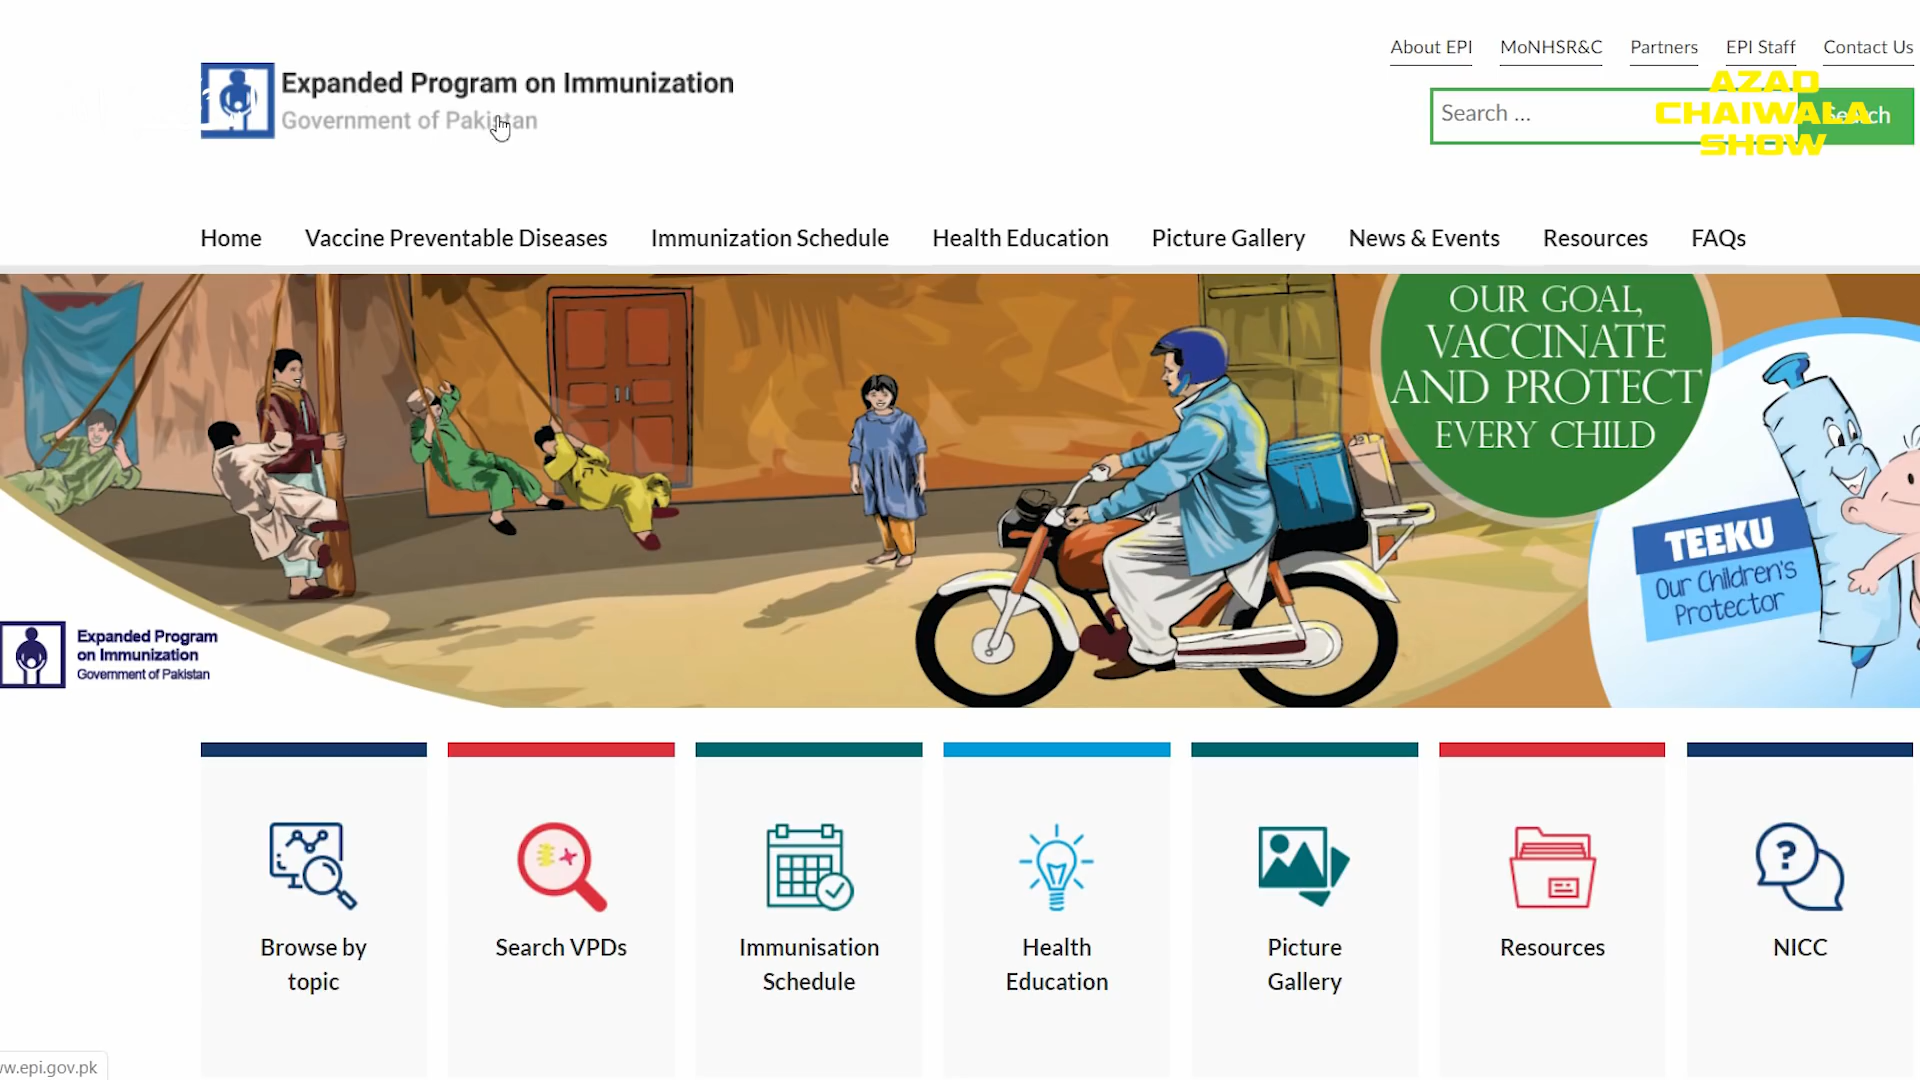 About EPI MoNHSR&C Partners EPI Staff Contact Us
Expanded Program on Immunization
Government of Pakistan
Search ...
Search
AZAD
CHAIWALA
SHOW
Home Vaccine Preventable Diseases Immunization Schedule Health Education Picture Gallery News & Events Resources FAQs
OUR GOAL,
VACCINATE
AND PROTECT
EVERY CHILD
TEEKU
Our Children's
Protector
Expanded Program
on Immunization
Government of Pakistan
Browse by
topic
Search VPDs
Immunisation
Schedule
Health
Education
Picture
Gallery
Resources
NICC
w.epi.gov.pk